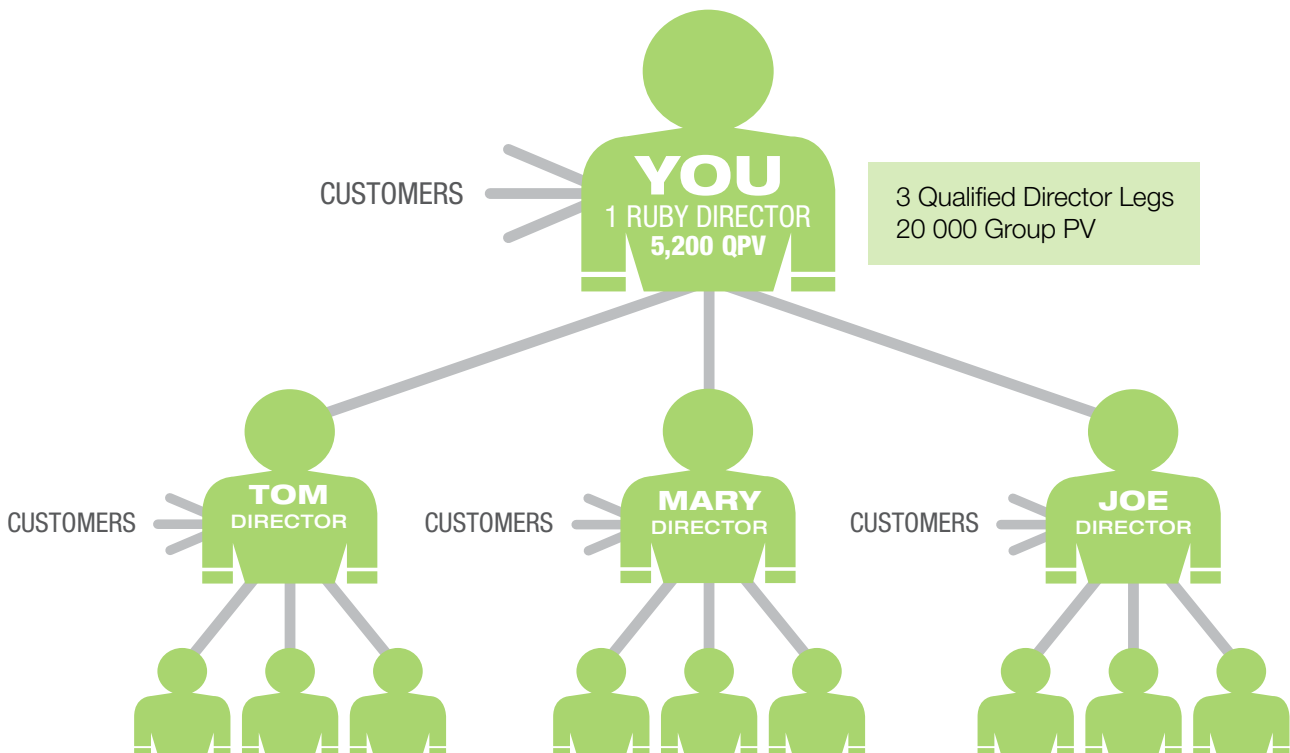 CUSTOMERS
YOU
1 RUBY DIRECTOR
5,200 QPV
3 Qualified Director Legs
20 000 Group PV
CUSTOMERS
TOM
DIRECTOR
CUSTOMERS
MARY
DIRECTOR
CUSTOMERS
JOE
DIRECTOR